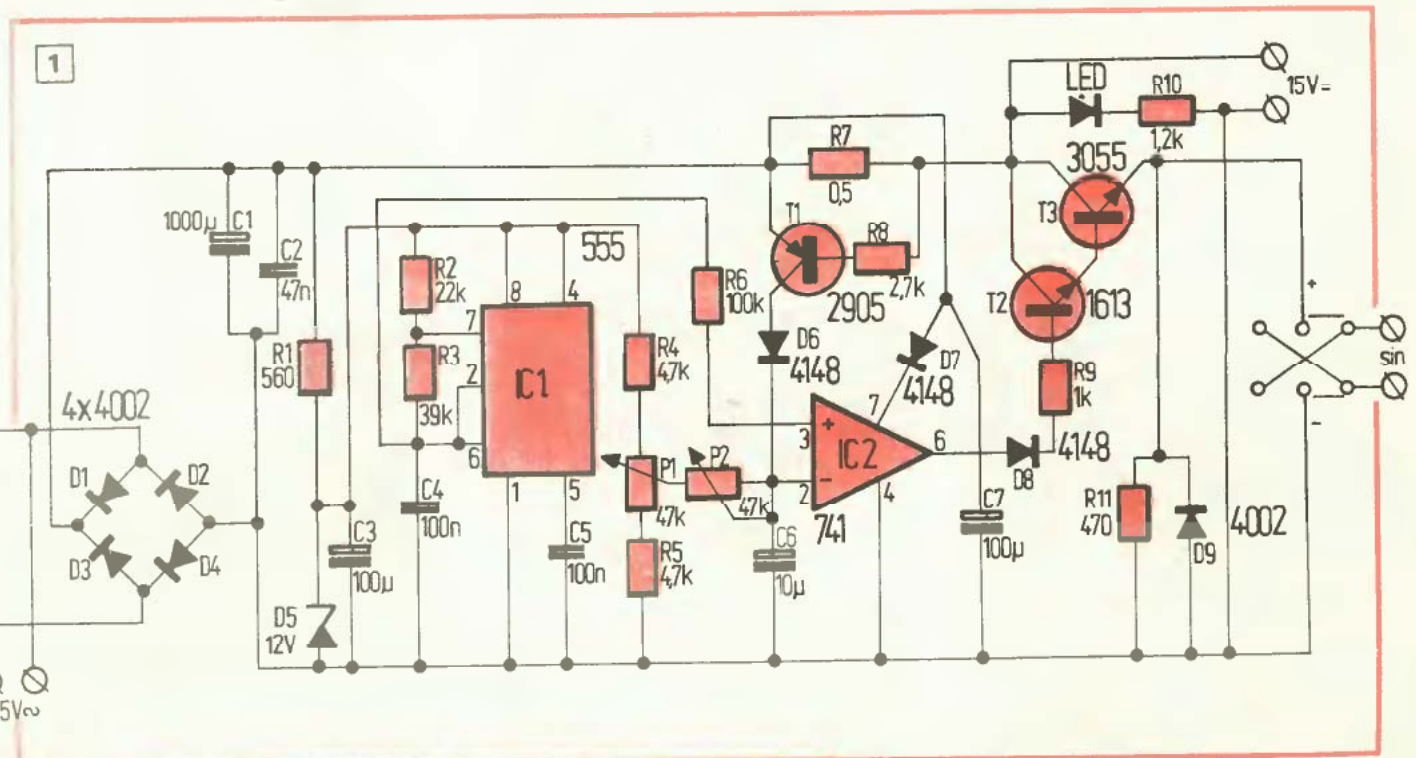 1
LED
R10
1,2k
15V=
R7
0,5
3055
T3
1000µ
C1
C2
47n
555
R2
22k
R6
100k
T1
R8
2,7k
2905
T2
1613
R1
560
8
4
7
R3
39k
2
IC1
6
R4
4,7k
D6
4148
D7
4148
R9
1k
+
sin
-
4x4002
D1
D2
D3
D4
1
5
C4
100n
C5
100n
P1
47k
P2
47k
3
+
2
-
IC2
7
6
4
741
D8
4148
C3
100µ
R5
4,7k
C6
10µ
C7
100µ
R11
470
4002
D9
D5
12V
5V~